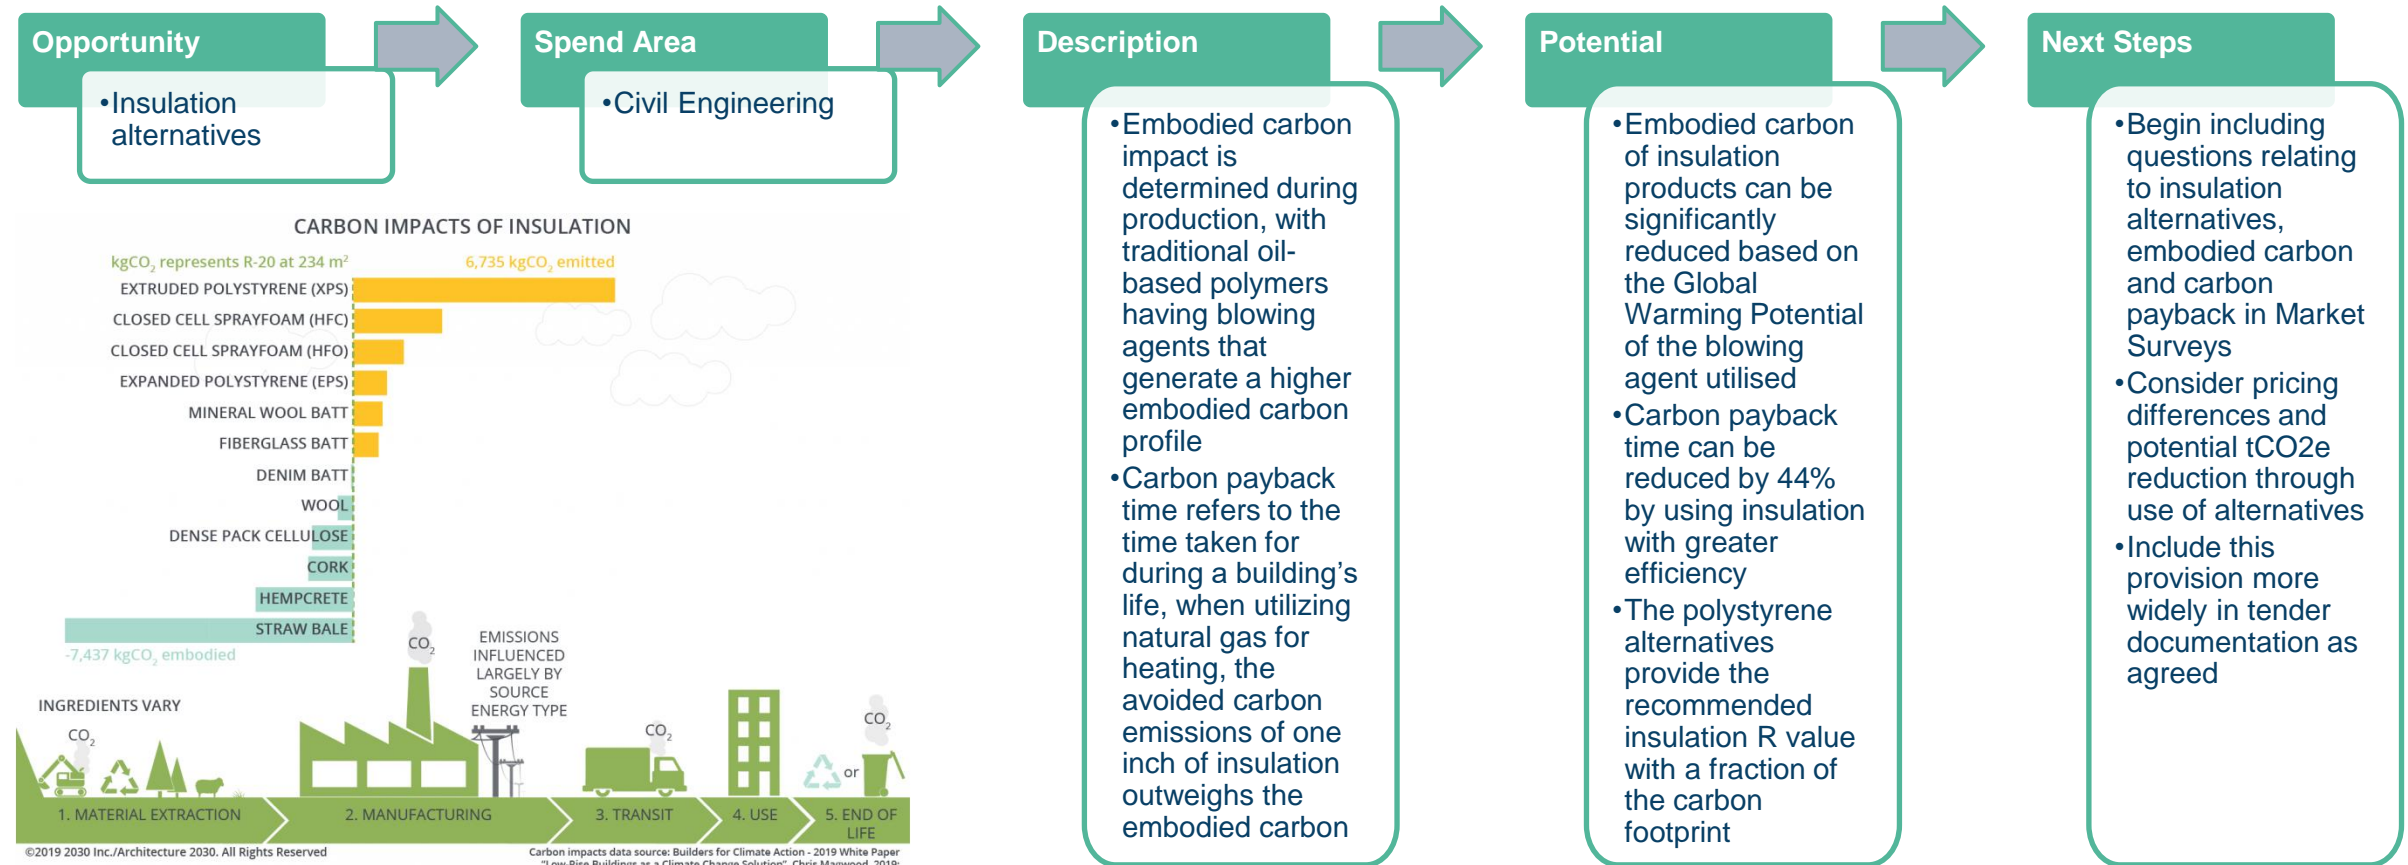 Opportunity
•Insulation
alternatives
Spend Area
•Civil Engineering
Description
•Embodied carbon
impact is
determined during
production, with
traditional oil-
based polymers
having blowing
agents that
generate a higher
embodied carbon
profile
•Carbon payback
time refers to the
time taken for
during a building’s
life, when utilizing
natural gas for
heating, the
avoided carbon
emissions of one
inch of insulation
outweighs the
embodied carbon
Potential
•Embodied carbon
of insulation
products can be
significantly
reduced based on
the Global
Warming Potential
of the blowing
agent utilised
•Carbon payback
time can be
reduced by 44%
by using insulation
with greater
efficiency
•The polystyrene
alternatives
provide the
recommended
insulation R value
with a fraction of
the carbon
footprint
Next Steps
•Begin including
questions relating
to insulation
alternatives,
embodied carbon
and carbon
payback in Market
Surveys
•Consider pricing
differences and
potential tCO2e
reduction through
use of alternatives
•Include this
provision more
widely in tender
documentation as
agreed
CARBON IMPACTS OF INSULATION
kgCO₂ represents R-20 at 234 m²
6,735 kgCO₂ emitted
EXTRUDED POLYSTYRENE (XPS)
CLOSED CELL SPRAYFOAM (HFC)
CLOSED CELL SPRAYFOAM (HFO)
EXPANDED POLYSTYRENE (EPS)
MINERAL WOOL BATT
FIBERGLASS BATT
DENIM BATT
WOOL
DENSE PACK CELLULOSE
CORK
HEMPCRETE
STRAW BALE
-7,437 kgCO₂ embodied
INGREDIENTS VARY
CO₂
CO₂
EMISSIONS
INFLUENCED
LARGELY BY
SOURCE
ENERGY TYPE
CO₂
CO₂
or
1. MATERIAL EXTRACTION
2. MANUFACTURING
3. TRANSIT
4. USE
5. END OF
LIFE
©2019 2030 Inc./Architecture 2030. All Rights Reserved
Carbon impacts data source: Builders for Climate Action - 2019 White Paper
"Low-Rise Buildings as a Climate Change Solution", Chris Magwood, 2019;